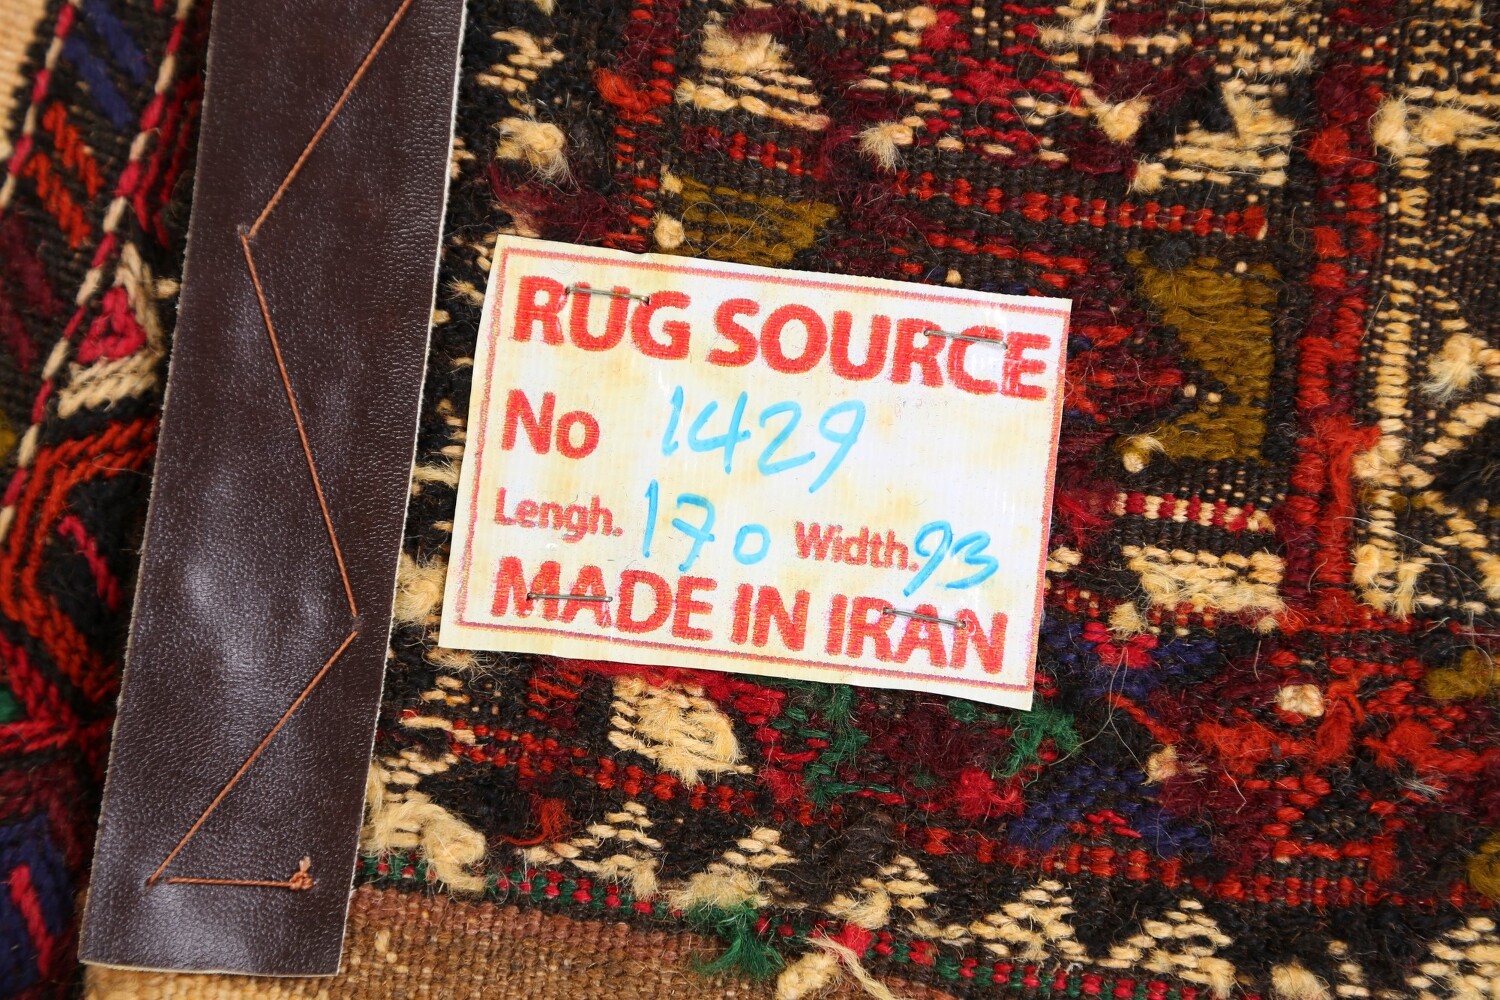 RUG SOURCE
No 1429
Lengh. 170 Width. 93
MADE IN IRAN